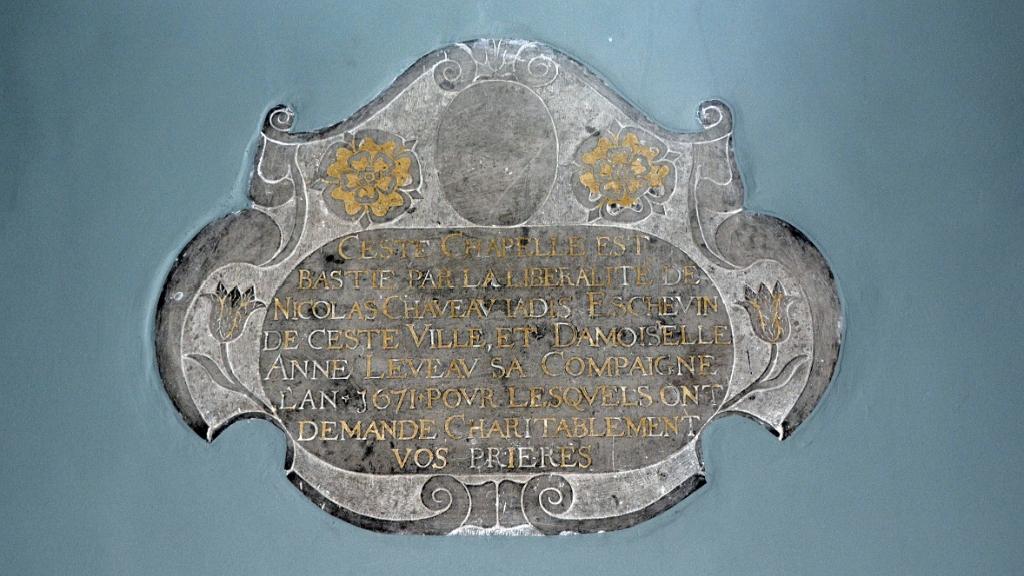 CESTE CHAPELLE EST
BASTIE PAR LA LIBERALITE DE
NICOLAS CHAVEAV IADIS ESCHEVIN
DE CESTE VILLE, ET DAMOISELLE
ANNE LEVEAV SA COMPAIGNE
LAN · 1671 · POVR LESQVELS ONT
DEMANDE CHARITABLEMENT
VOS PRIERES